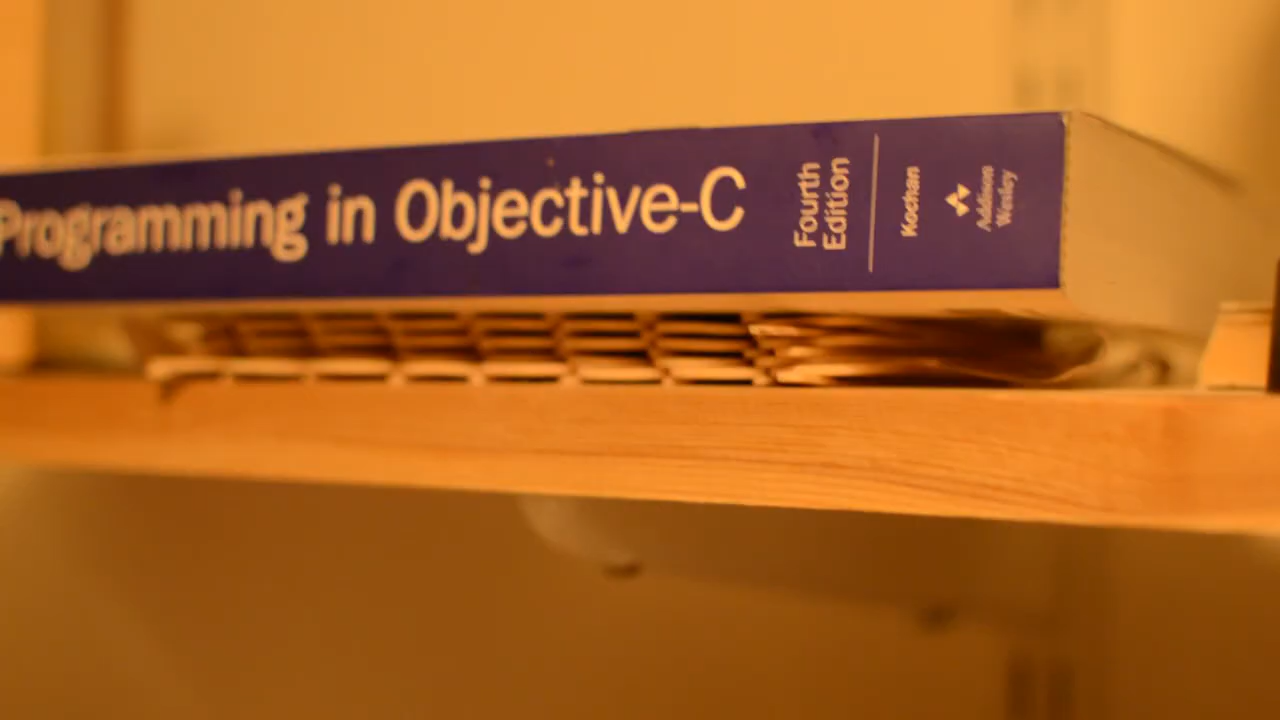 Programming in Objective-C
Fourth
Edition
Kochan
Addison
Wesley